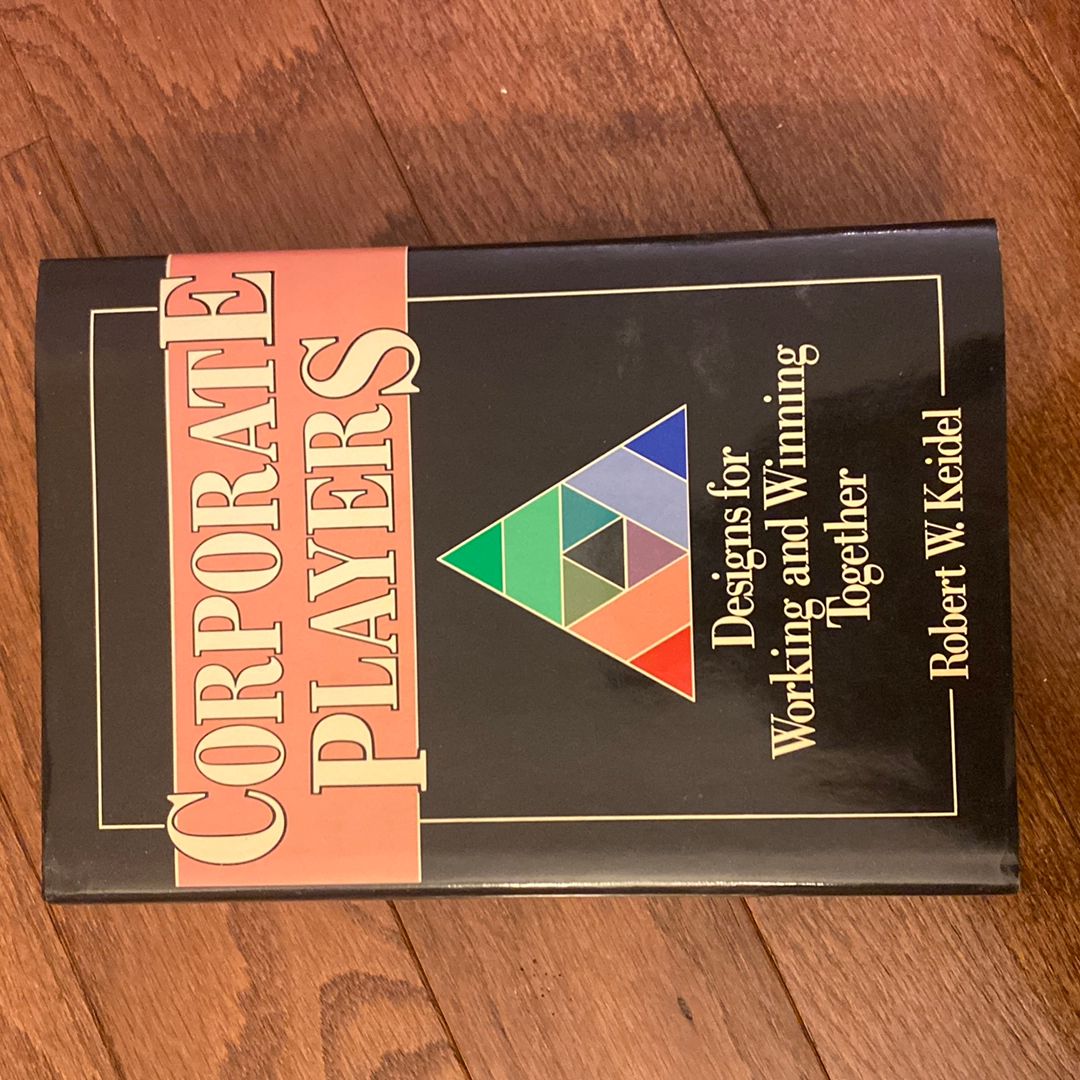 CORPORATE
PLAYERS
Designs for
Working and Winning
Together
Robert W. Keidel